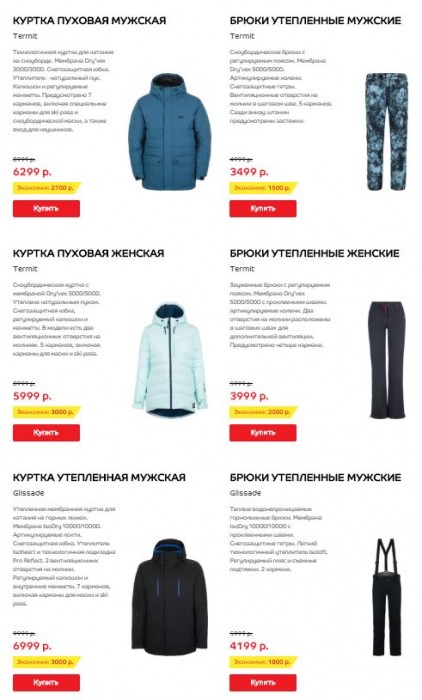 КУРТКА ПУХОВАЯ МУЖСКАЯ
Termit
Технологичная куртка для катания
на сноуборде. Мембрана Dry'vex
3000/3000. Снегозащитная юбка.
Утеплитель - натуральный пух.
Капюшон и регулируемые
манжеты. Предусмотрено 7
карманов, включая специальные
карманы для ski pass и
сноубордической маски, а также
вход для наушников.
8999 р.
6299 р.
Экономия: 2700 р.
Купить
БРЮКИ УТЕПЛЕННЫЕ МУЖСКИЕ
Termit
Сноубордические брюки с
регулируемым поясом. Мембрана
Dry'vex 5000/5000.
Артикулируемые колени.
Снегозащитные гетры.
Вентиляционные отверстия на
молнии в шаговом шве. 5 карманов.
Сзади внизу штанин
предусмотрены застежки.
4999 р.
3499 р.
Экономия: 1500 р.
Купить
КУРТКА ПУХОВАЯ ЖЕНСКАЯ
Termit
Сноубордическая куртка с
мембраной Dry'vex 5000/5000.
Утеплена натуральным пухом.
Снегозащитная юбка,
регулируемый капюшон и
манжеты. В модели есть два
вентиляционных отверстия на
молниях. 5 карманов, включая
карманы для маски и ski pass.
8999 р.
5999 р.
Экономия: 3000 р.
Купить
БРЮКИ УТЕПЛЕННЫЕ ЖЕНСКИЕ
Termit
Зауженные брюки с регулируемым
поясом. Мембрана Dry'vex
5000/5000 с проклеенными швами.
артикулируемые колени. Два
отверстия на молнии расположены
в шаговых швах для
дополнительной вентиляции.
Предусмотрено четыре кармана.
5999 р.
3999 р.
Экономия: 2000 р.
Купить
КУРТКА УТЕПЛЕННАЯ МУЖСКАЯ
Glissade
Утепленная мембранная куртка для
катания на горных лыжах.
Мембрана IsoDry 10000/10000.
Артикулируемые локти.
Снегозащитная юбка. Утеплитель
Isoheart и технологичная подкладка
Pro Reflect. 2 вентиляционных
отверстия на молнии.
Регулируемый капюшон и
внутренние манжеты. 7 карманов,
включая карманы для маски и ski-
pass.
9999 р.
6999 р.
Экономия: 3000 р.
Купить
БРЮКИ УТЕПЛЕННЫЕ МУЖСКИЕ
Glissade
Теплые водонепроницаемые
горнолыжные брюки. Мембрана
IsoDry 10000/10000 с
проклеенными швами.
Снегозащитные гетры. Легкий
технологичный утеплитель Isoloft.
Регулируемый пояс и съемные
подтяжки. 2 кармана.
5999 р.
4199 р.
Экономия: 1800 р.
Купить